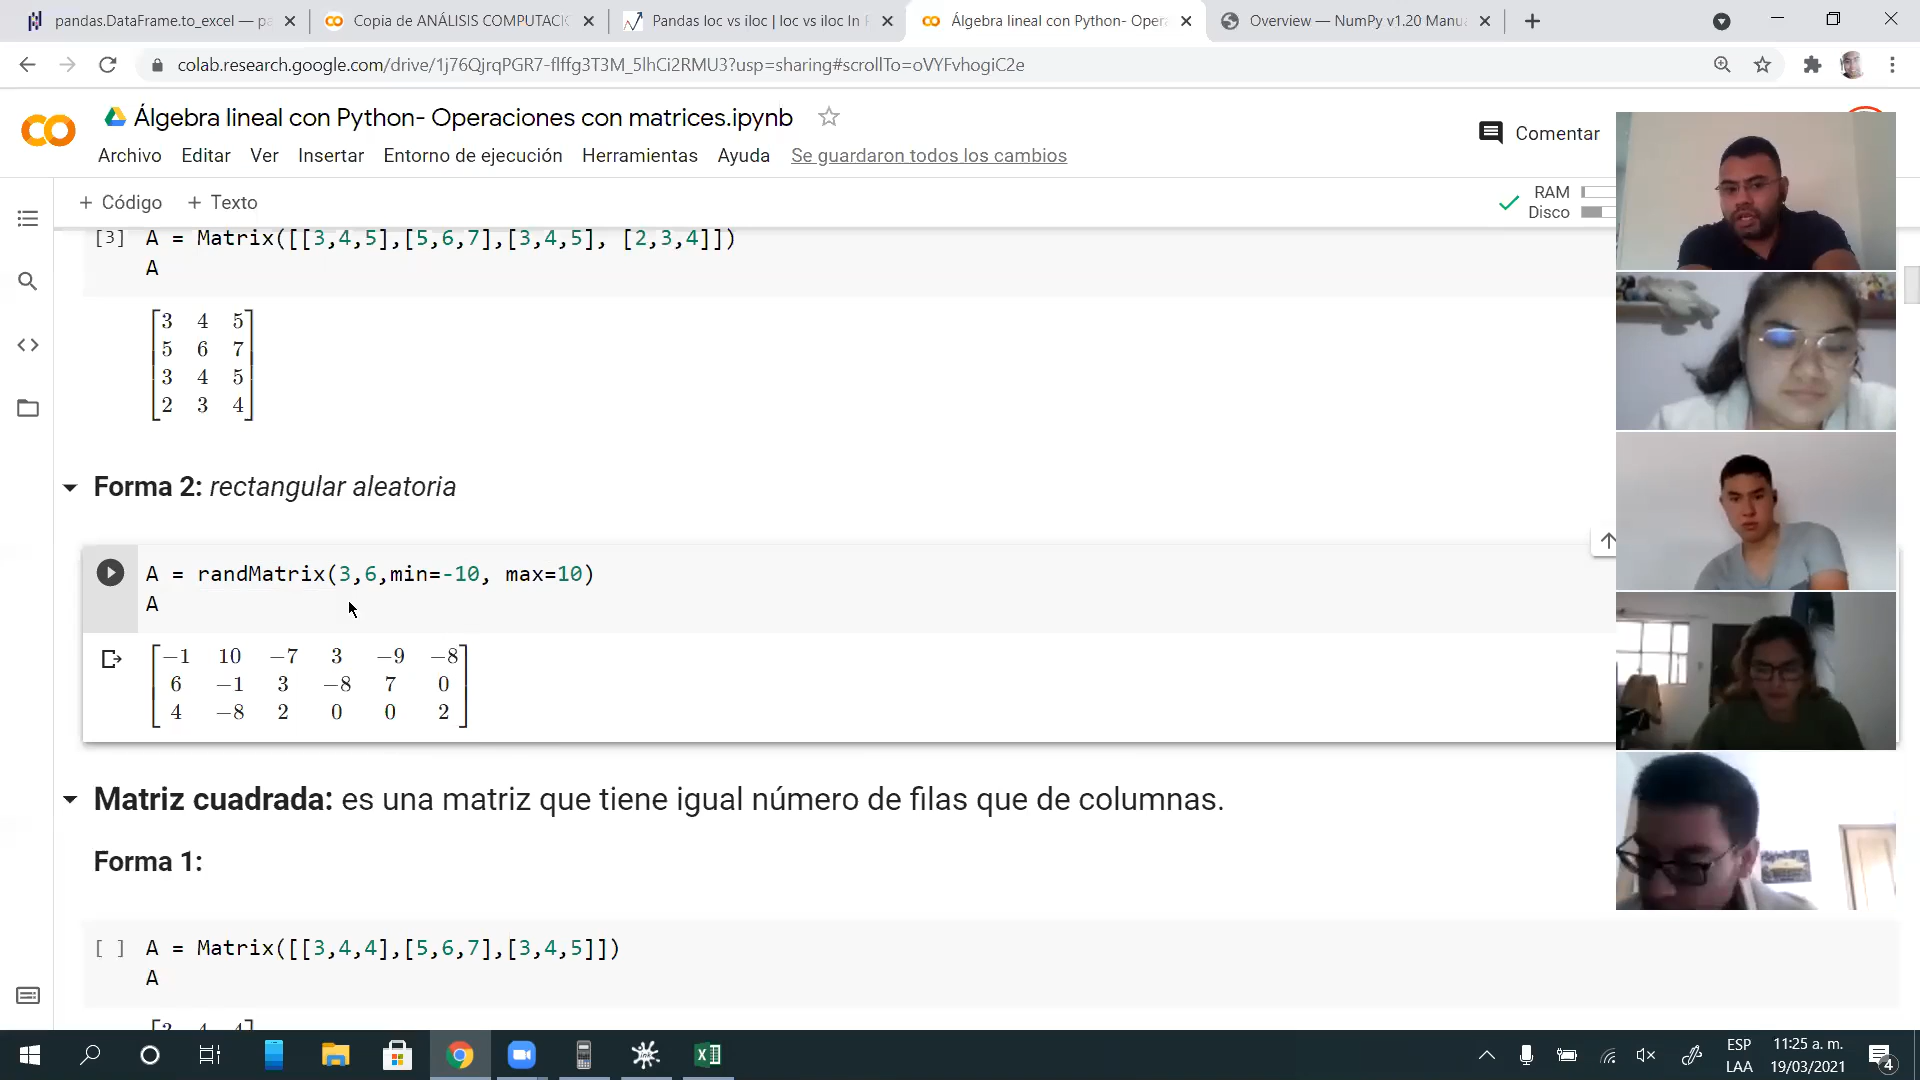 pandas.DataFrame.to_excel — pa
Copia de ANÁLISIS COMPUTACI
Pandas loc vs iloc | loc vs iloc In P
Álgebra lineal con Python- Opera
Overview — NumPy v1.20 Manua
colab.research.google.com/drive/1j76QjrqPGR7-flffg3T3M_5lhCi2RMU3?usp=sharing#scrollTo=oVYFvhogiC2e
Álgebra lineal con Python- Operaciones con matrices.ipynb
Comentar
Archivo Editar Ver Insertar Entorno de ejecución Herramientas Ayuda Se guardaron todos los cambios
+ Código + Texto
RAM
Disco
[3] A = Matrix([[3,4,5],[5,6,7],[3,4,5], [2,3,4]])
A
3 4 5
5 6 7
3 4 5
2 3 4
Forma 2: rectangular aleatoria
A = randMatrix(3,6,min=-10, max=10)
A
−1 10 −7 3 −9 −8
6 −1 3 −8 7 0
4 −8 2 0 0 2
Matriz cuadrada: es una matriz que tiene igual número de filas que de columnas.
Forma 1:
[ ] A = Matrix([[3,4,4],[5,6,7],[3,4,5]])
A
ESP
LAA
11:25 a. m.
19/03/2021
4